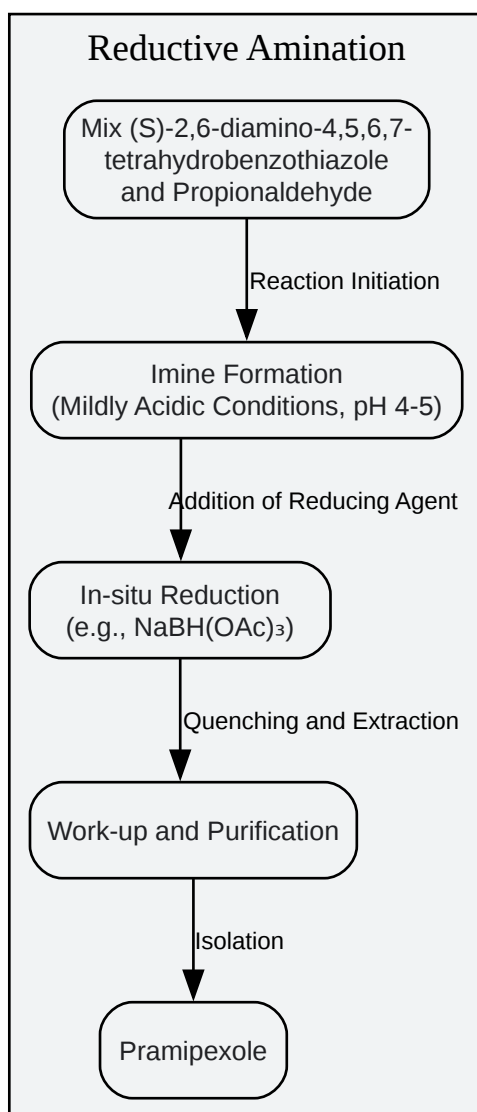 Reductive Amination
Mix (S)-2,6-diamino-4,5,6,7-
tetrahydrobenzothiazole
and Propionaldehyde
Reaction Initiation
Imine Formation
(Mildly Acidic Conditions, pH 4-5)
Addition of Reducing Agent
In-situ Reduction
(e.g., NaBH(OAc)₃)
Quenching and Extraction
Work-up and Purification
Isolation
Pramipexole